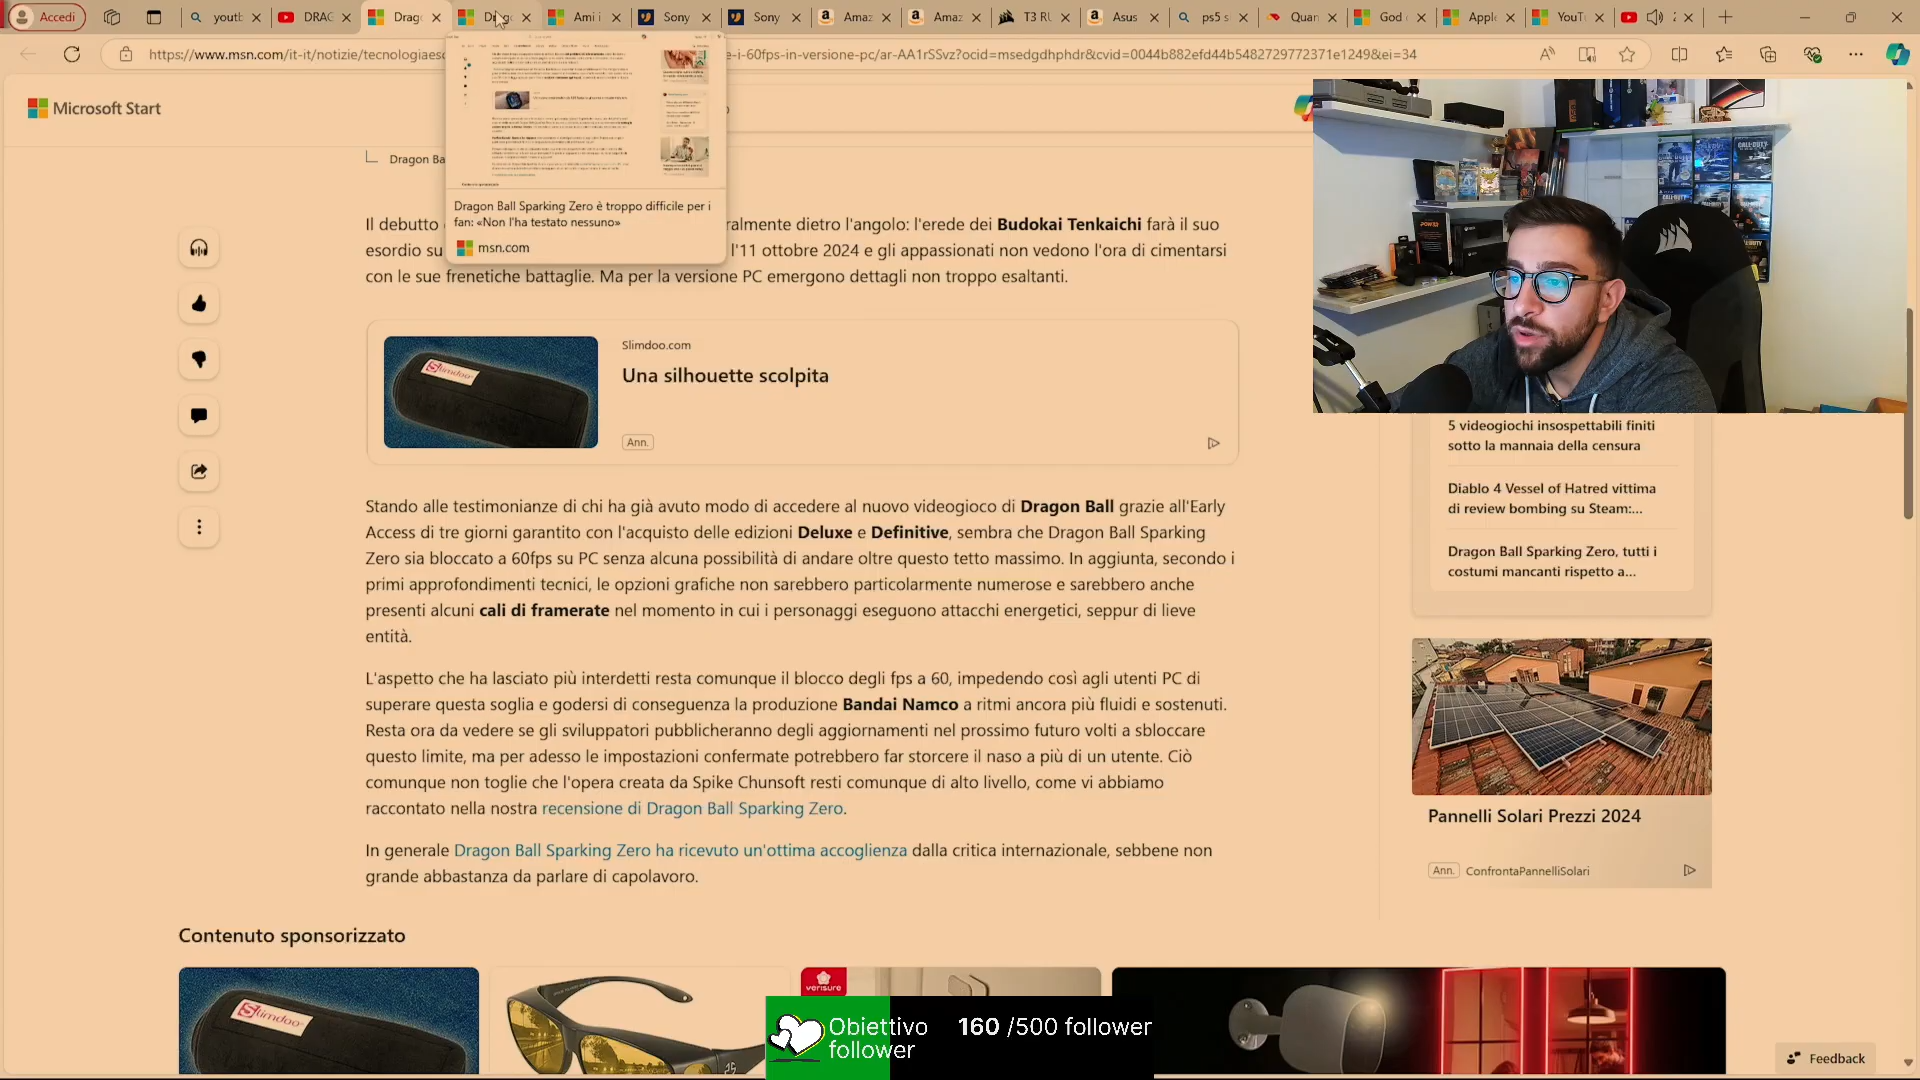 Accedi
youtb
DRAG
Drag
Ami i
Sony
Sony
Amaz
Amaz
T3 RU
Asus
ps5 s
Quan
God
Apple
YouTu
https://www.msn.com/it-it/notizie/tecnologiaesc
e-i-60fps-in-versione-pc/ar-AA1rSSvz?ocid=msedgdhphdr&cvid=0044b882efd44b5482729772371e1249&ei=34
Microsoft Start
Dragon Ba
Dragon Ball Sparking Zero è troppo difficile per i
fan: «Non l'ha testato nessuno»
msn.com
Il debutto ralmente dietro l'angolo: l'erede dei Budokai Tenkaichi farà il suo
esordio su l'11 ottobre 2024 e gli appassionati non vedono l'ora di cimentarsi
con le sue frenetiche battaglie. Ma per la versione PC emergono dettagli non troppo esaltanti.
Slimdoo.com
Una silhouette scolpita
Slimdoo
Ann.
Stando alle testimonianze di chi ha già avuto modo di accedere al nuovo videogioco di Dragon Ball grazie all'Early
Access di tre giorni garantito con l'acquisto delle edizioni Deluxe e Definitive, sembra che Dragon Ball Sparking
Zero sia bloccato a 60fps su PC senza alcuna possibilità di andare oltre questo tetto massimo. In aggiunta, secondo i
primi approfondimenti tecnici, le opzioni grafiche non sarebbero particolarmente numerose e sarebbero anche
presenti alcuni cali di framerate nel momento in cui i personaggi eseguono attacchi energetici, seppur di lieve
entità.
L'aspetto che ha lasciato più interdetti resta comunque il blocco degli fps a 60, impedendo così agli utenti PC di
superare questa soglia e godersi di conseguenza la produzione Bandai Namco a ritmi ancora più fluidi e sostenuti.
Resta ora da vedere se gli sviluppatori pubblicheranno degli aggiornamenti nel prossimo futuro volti a sbloccare
questo limite, ma per adesso le impostazioni confermate potrebbero far storcere il naso a più di un utente. Ciò
comunque non toglie che l'opera creata da Spike Chunsoft resti comunque di alto livello, come vi abbiamo
raccontato nella nostra recensione di Dragon Ball Sparking Zero.
In generale Dragon Ball Sparking Zero ha ricevuto un'ottima accoglienza dalla critica internazionale, sebbene non
grande abbastanza da parlare di capolavoro.
5 videogiochi insospettabili finiti
sotto la mannaia della censura
Diablo 4 Vessel of Hatred vittima
di review bombing su Steam:...
Dragon Ball Sparking Zero, tutti i
costumi mancanti rispetto a...
Pannelli Solari Prezzi 2024
Ann. ConfrontaPannelliSolari
Contenuto sponsorizzato
Slimdoo
verisure
Obiettivo
follower
160 /500 follower
Feedback